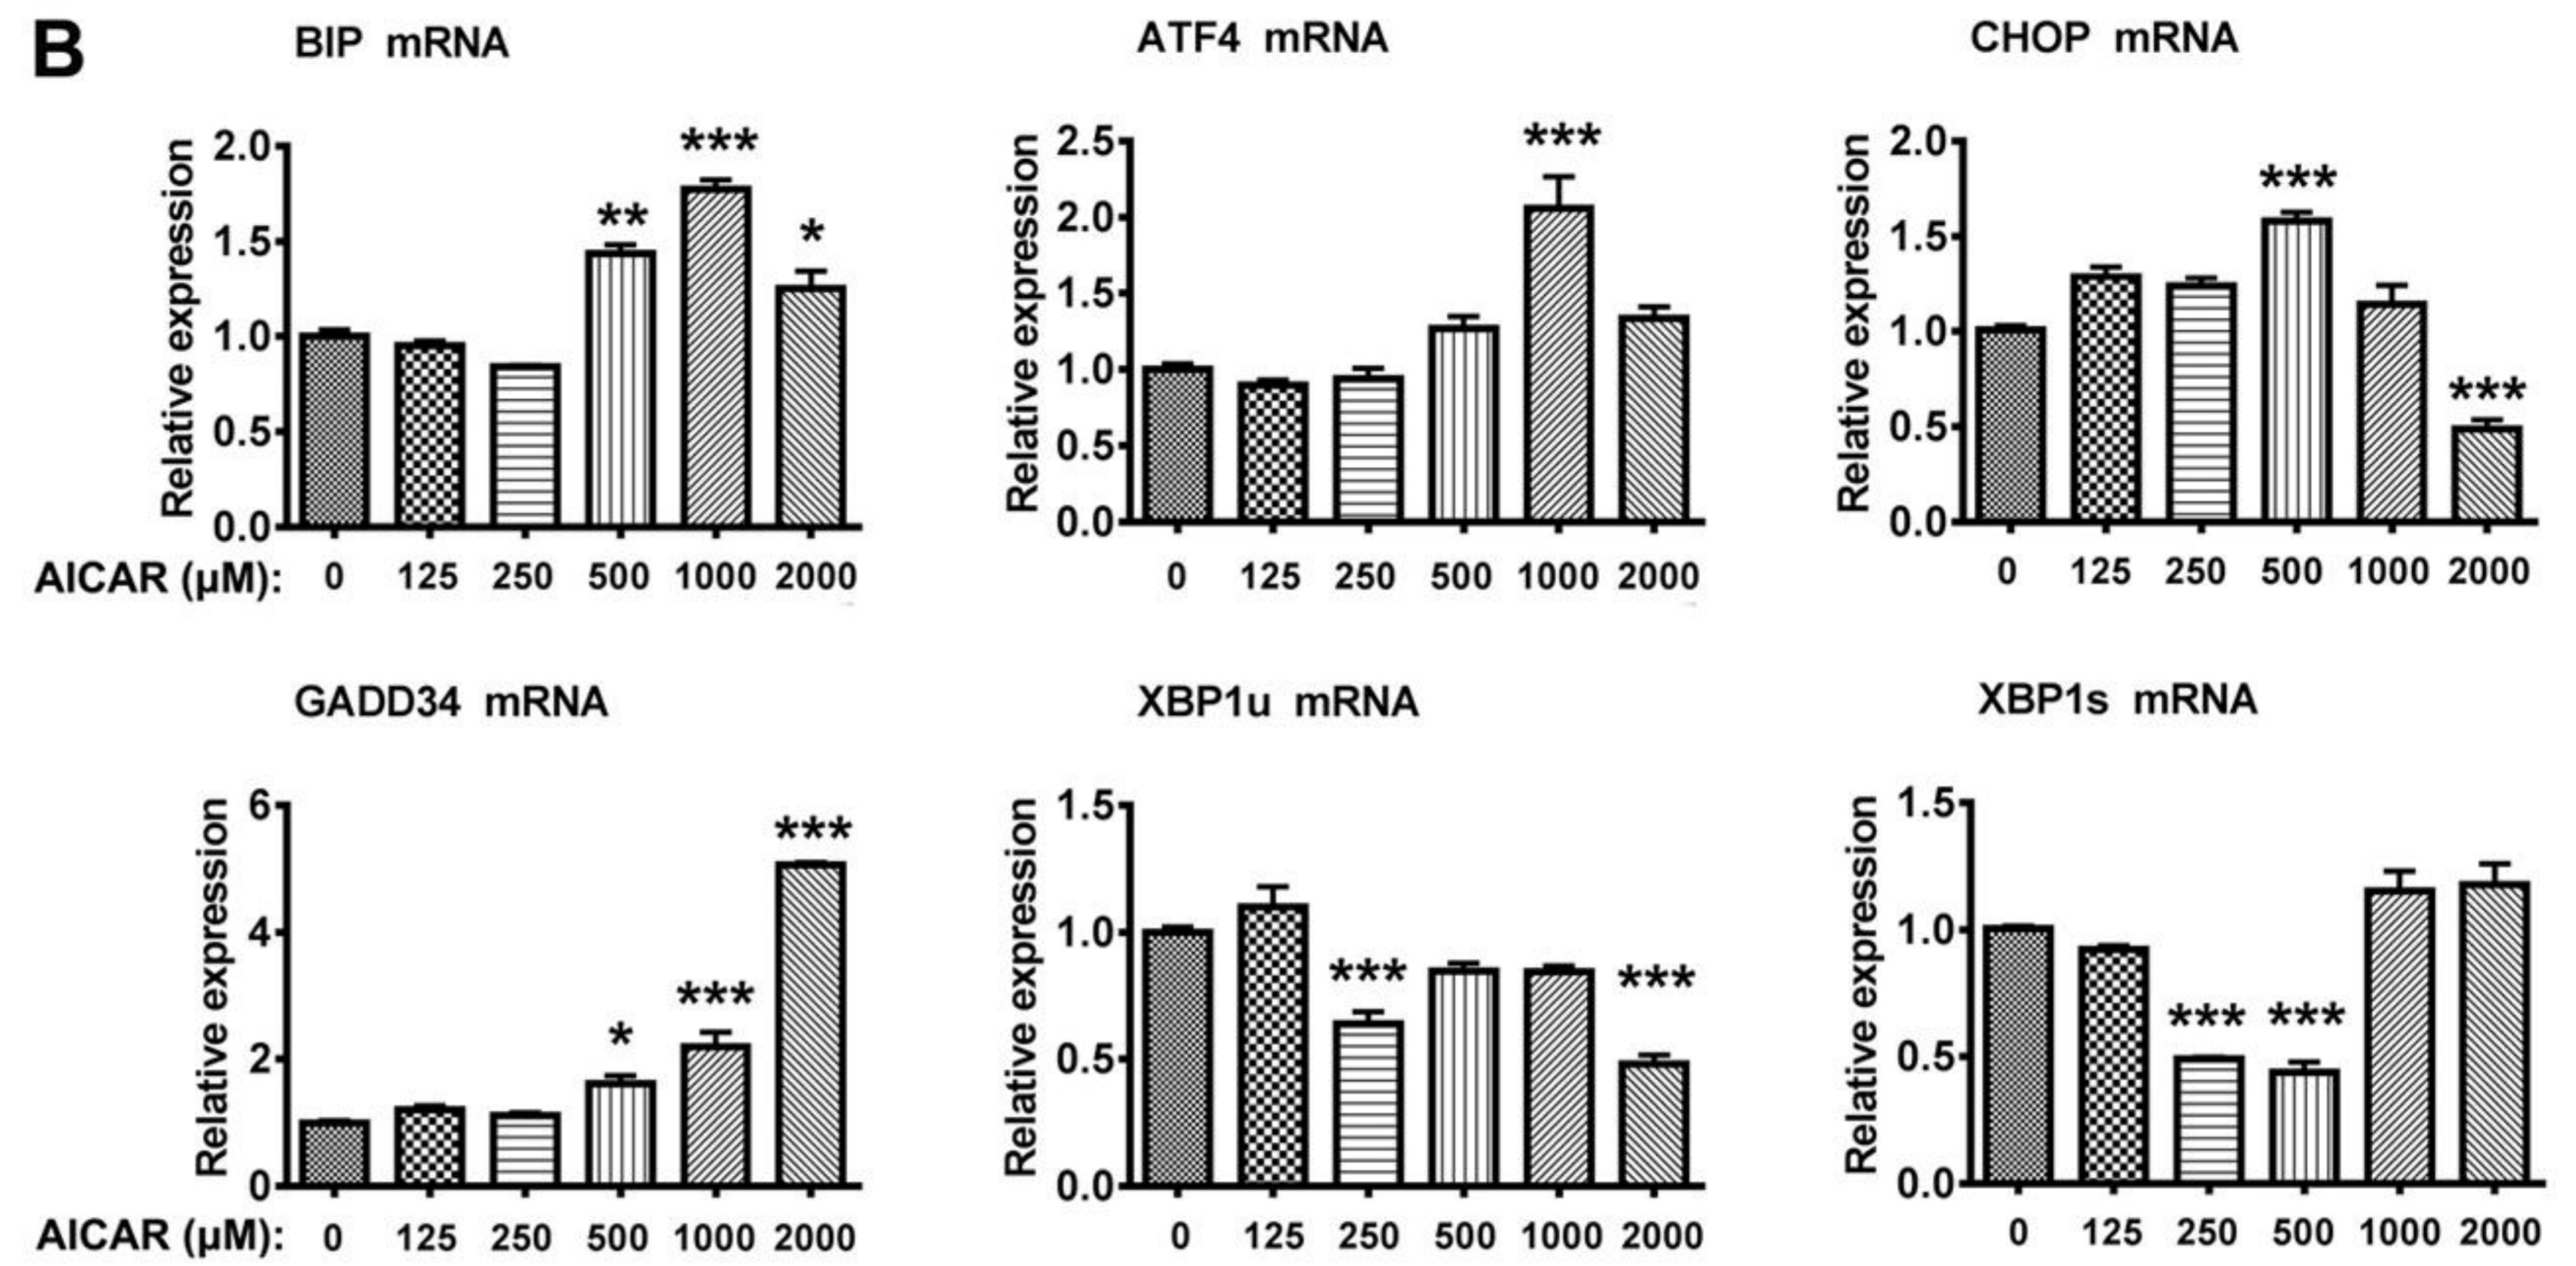 B
BIP mRNA
ATF4 mRNA
CHOP mRNA
Relative expression
2.0
1.5
1.0
0.5
0.0
**
***
*
AICAR (μM): 0 125 250 500 1000 2000
Relative expression
2.5
2.0
1.5
1.0
0.5
0.0
***
0 125 250 500 1000 2000
Relative expression
2.0
1.5
1.0
0.5
0.0
***
***
0 125 250 500 1000 2000
GADD34 mRNA
XBP1u mRNA
XBP1s mRNA
Relative expression
6
4
2
0
*
***
***
AICAR (μM): 0 125 250 500 1000 2000
Relative expression
1.5
1.0
0.5
0.0
***
***
0 125 250 500 1000 2000
Relative expression
1.5
1.0
0.5
0.0
*** ***
0 125 250 500 1000 2000